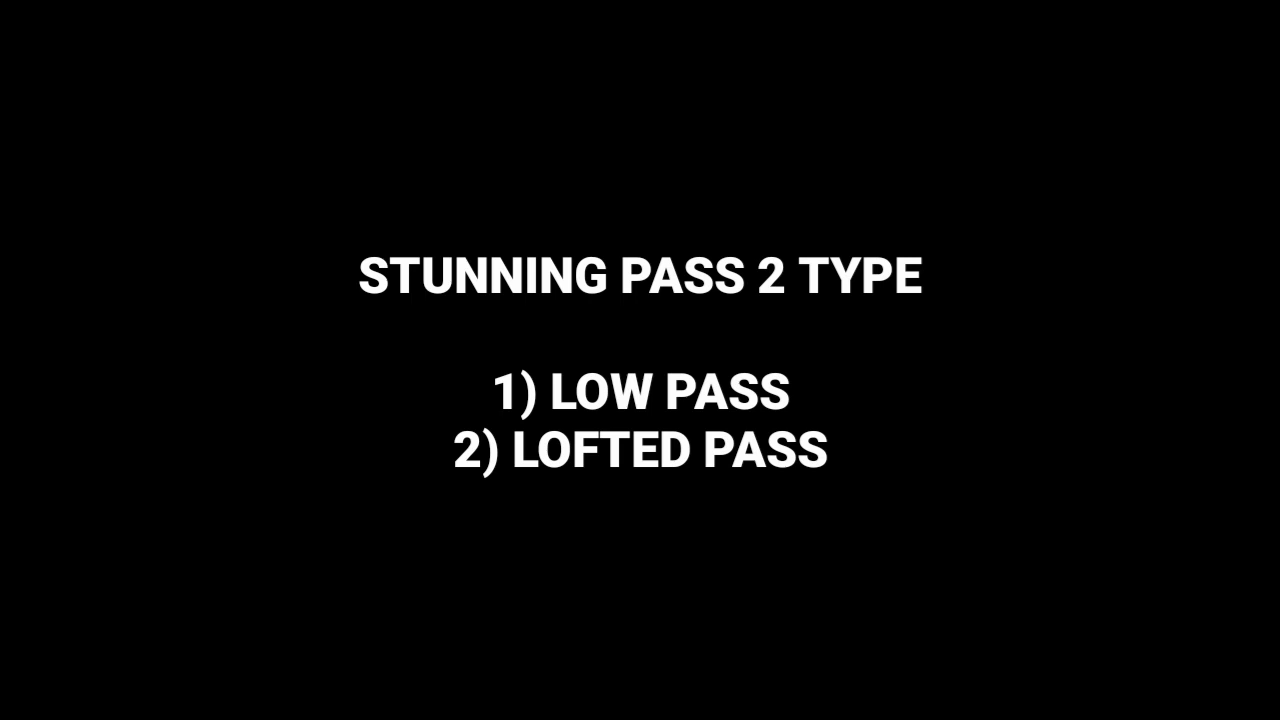 STUNNING PASS 2 TYPE
1) LOW PASS
2) LOFTED PASS